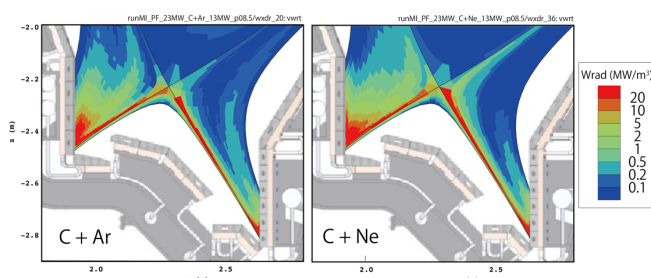 runMI_PF_23MW_C+Ar_13MW_p08.5/wxdr_20: vwrt
runMI_PF_23MW_C+Ne_13MW_p08.5/wxdr_36: vwrt
-2.0
-2.2
-2.4
-2.6
-2.8
z (m)
C + Ar
C + Ne
2.0
2.5
2.0
2.5
Wrad (MW/m³)
20
10
5
2
1
0.5
0.2
0.1